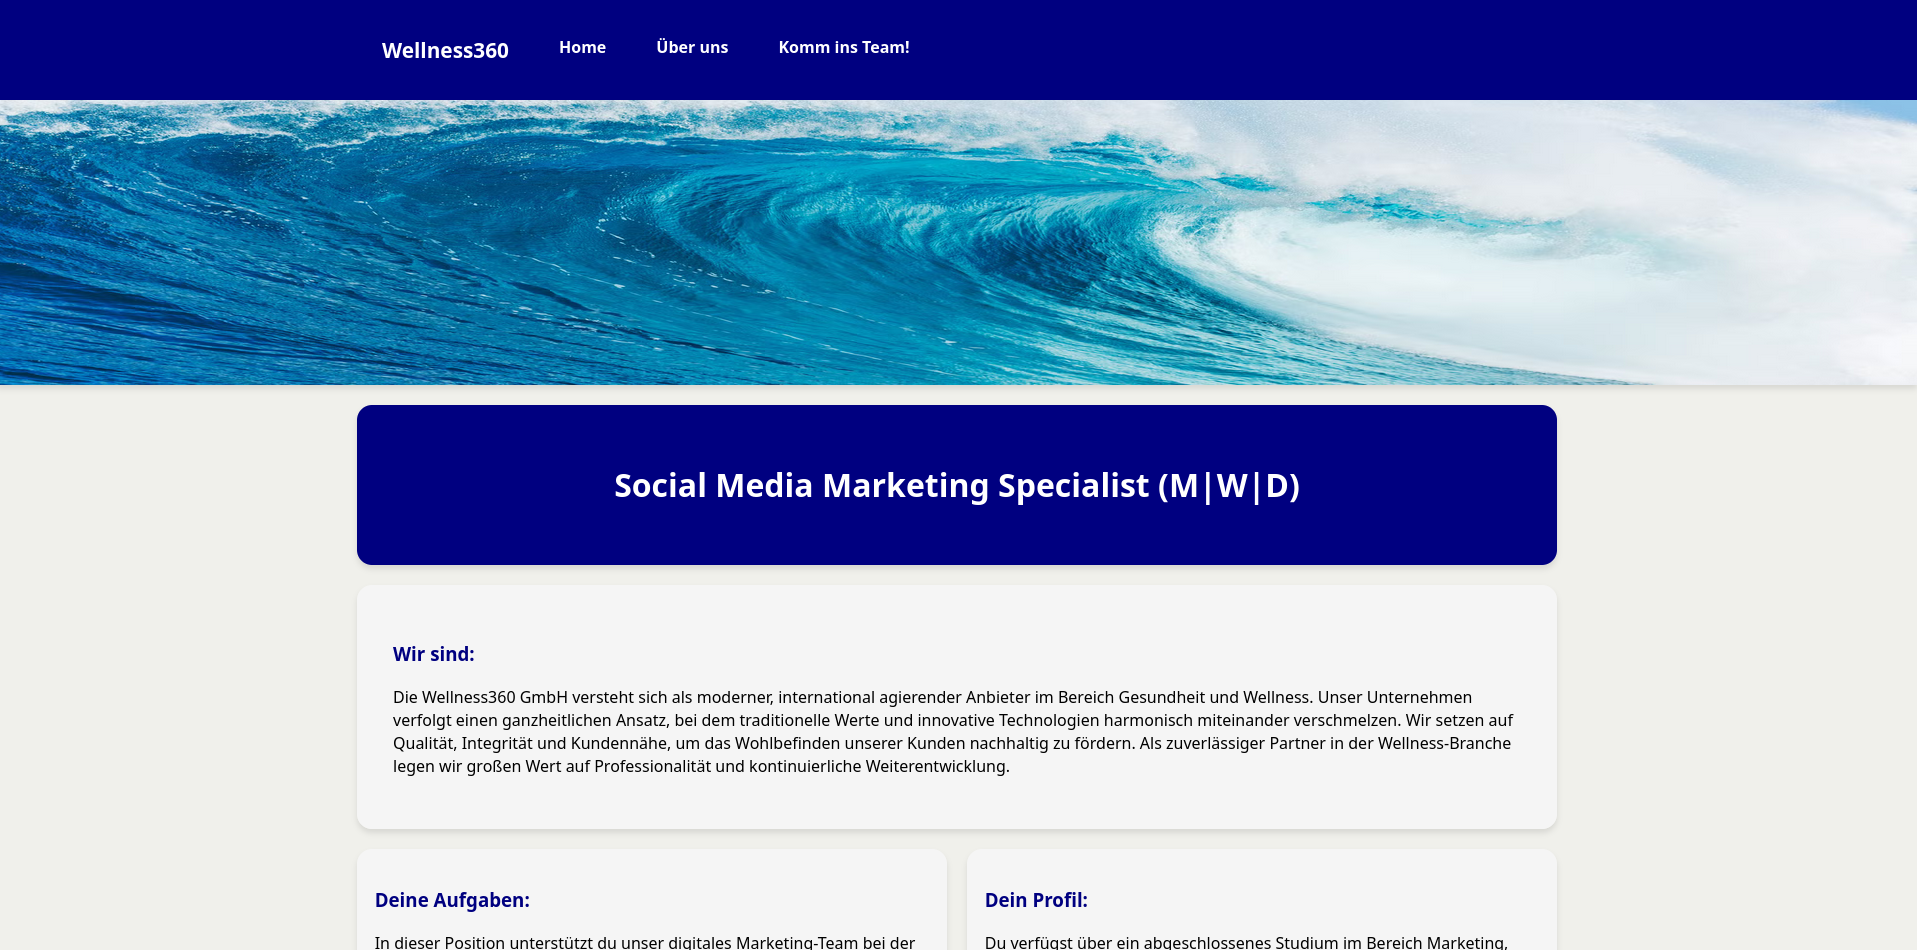 Wellness360 Home Über uns Komm ins Team!
Social Media Marketing Specialist (M|W|D)
Wir sind:
Die Wellness360 GmbH versteht sich als moderner, international agierender Anbieter im Bereich Gesundheit und Wellness. Unser Unternehmen
verfolgt einen ganzheitlichen Ansatz, bei dem traditionelle Werte und innovative Technologien harmonisch miteinander verschmelzen. Wir setzen auf
Qualität, Integrität und Kundennähe, um das Wohlbefinden unserer Kunden nachhaltig zu fördern. Als zuverlässiger Partner in der Wellness-Branche
legen wir großen Wert auf Professionalität und kontinuierliche Weiterentwicklung.
Deine Aufgaben:
In dieser Position unterstützt du unser digitales Marketing-Team bei der
Dein Profil:
Du verfügst über ein abgeschlossenes Studium im Bereich Marketing,